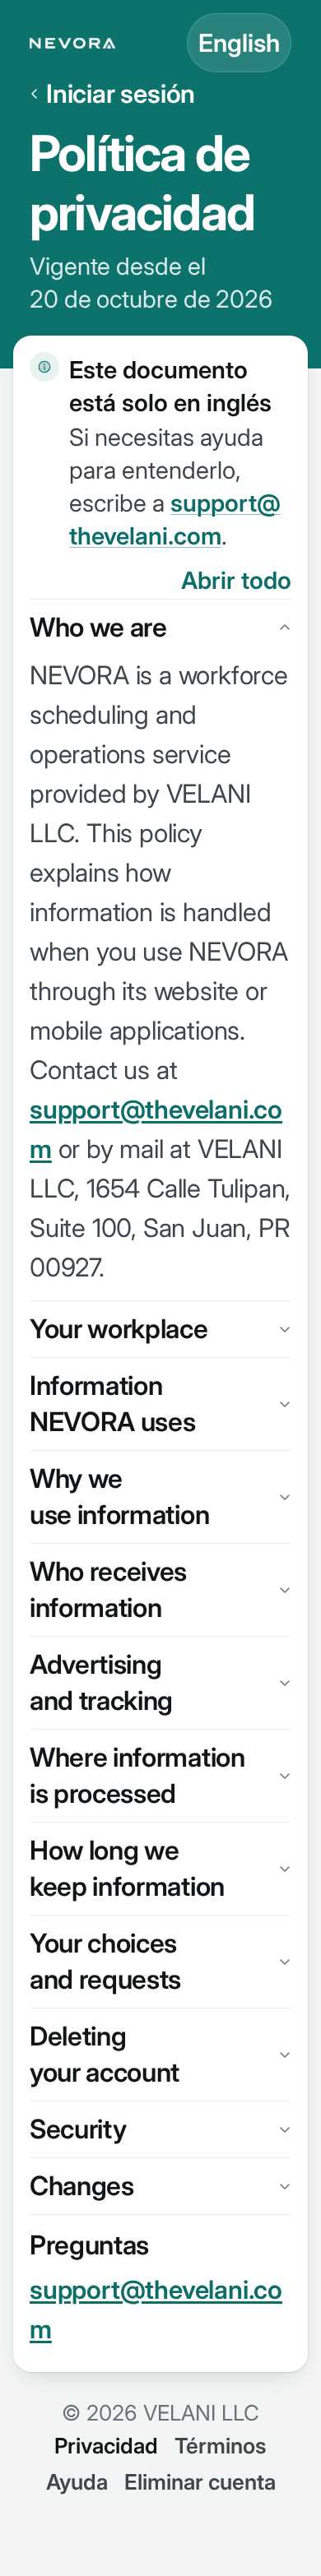 NEVORA
English
Iniciar sesión
Política de
privacidad
Vigente desde el
20 de octubre de 2026
Este documento
está solo en inglés
Si necesitas ayuda
para entenderlo,
escribe a support@
thevelani.com.
Abrir todo
Who we are
NEVORA is a workforce
scheduling and
operations service
provided by VELANI
LLC. This policy
explains how
information is handled
when you use NEVORA
through its website or
mobile applications.
Contact us at
support@thevelani.co
m or by mail at VELANI
LLC, 1654 Calle Tulipan,
Suite 100, San Juan, PR
00927.
Your workplace
Information
NEVORA uses
Why we
use information
Who receives
information
Advertising
and tracking
Where information
is processed
How long we
keep information
Your choices
and requests
Deleting
your account
Security
Changes
Preguntas
support@thevelani.co
m
© 2026 VELANI LLC
Privacidad Términos
Ayuda Eliminar cuenta